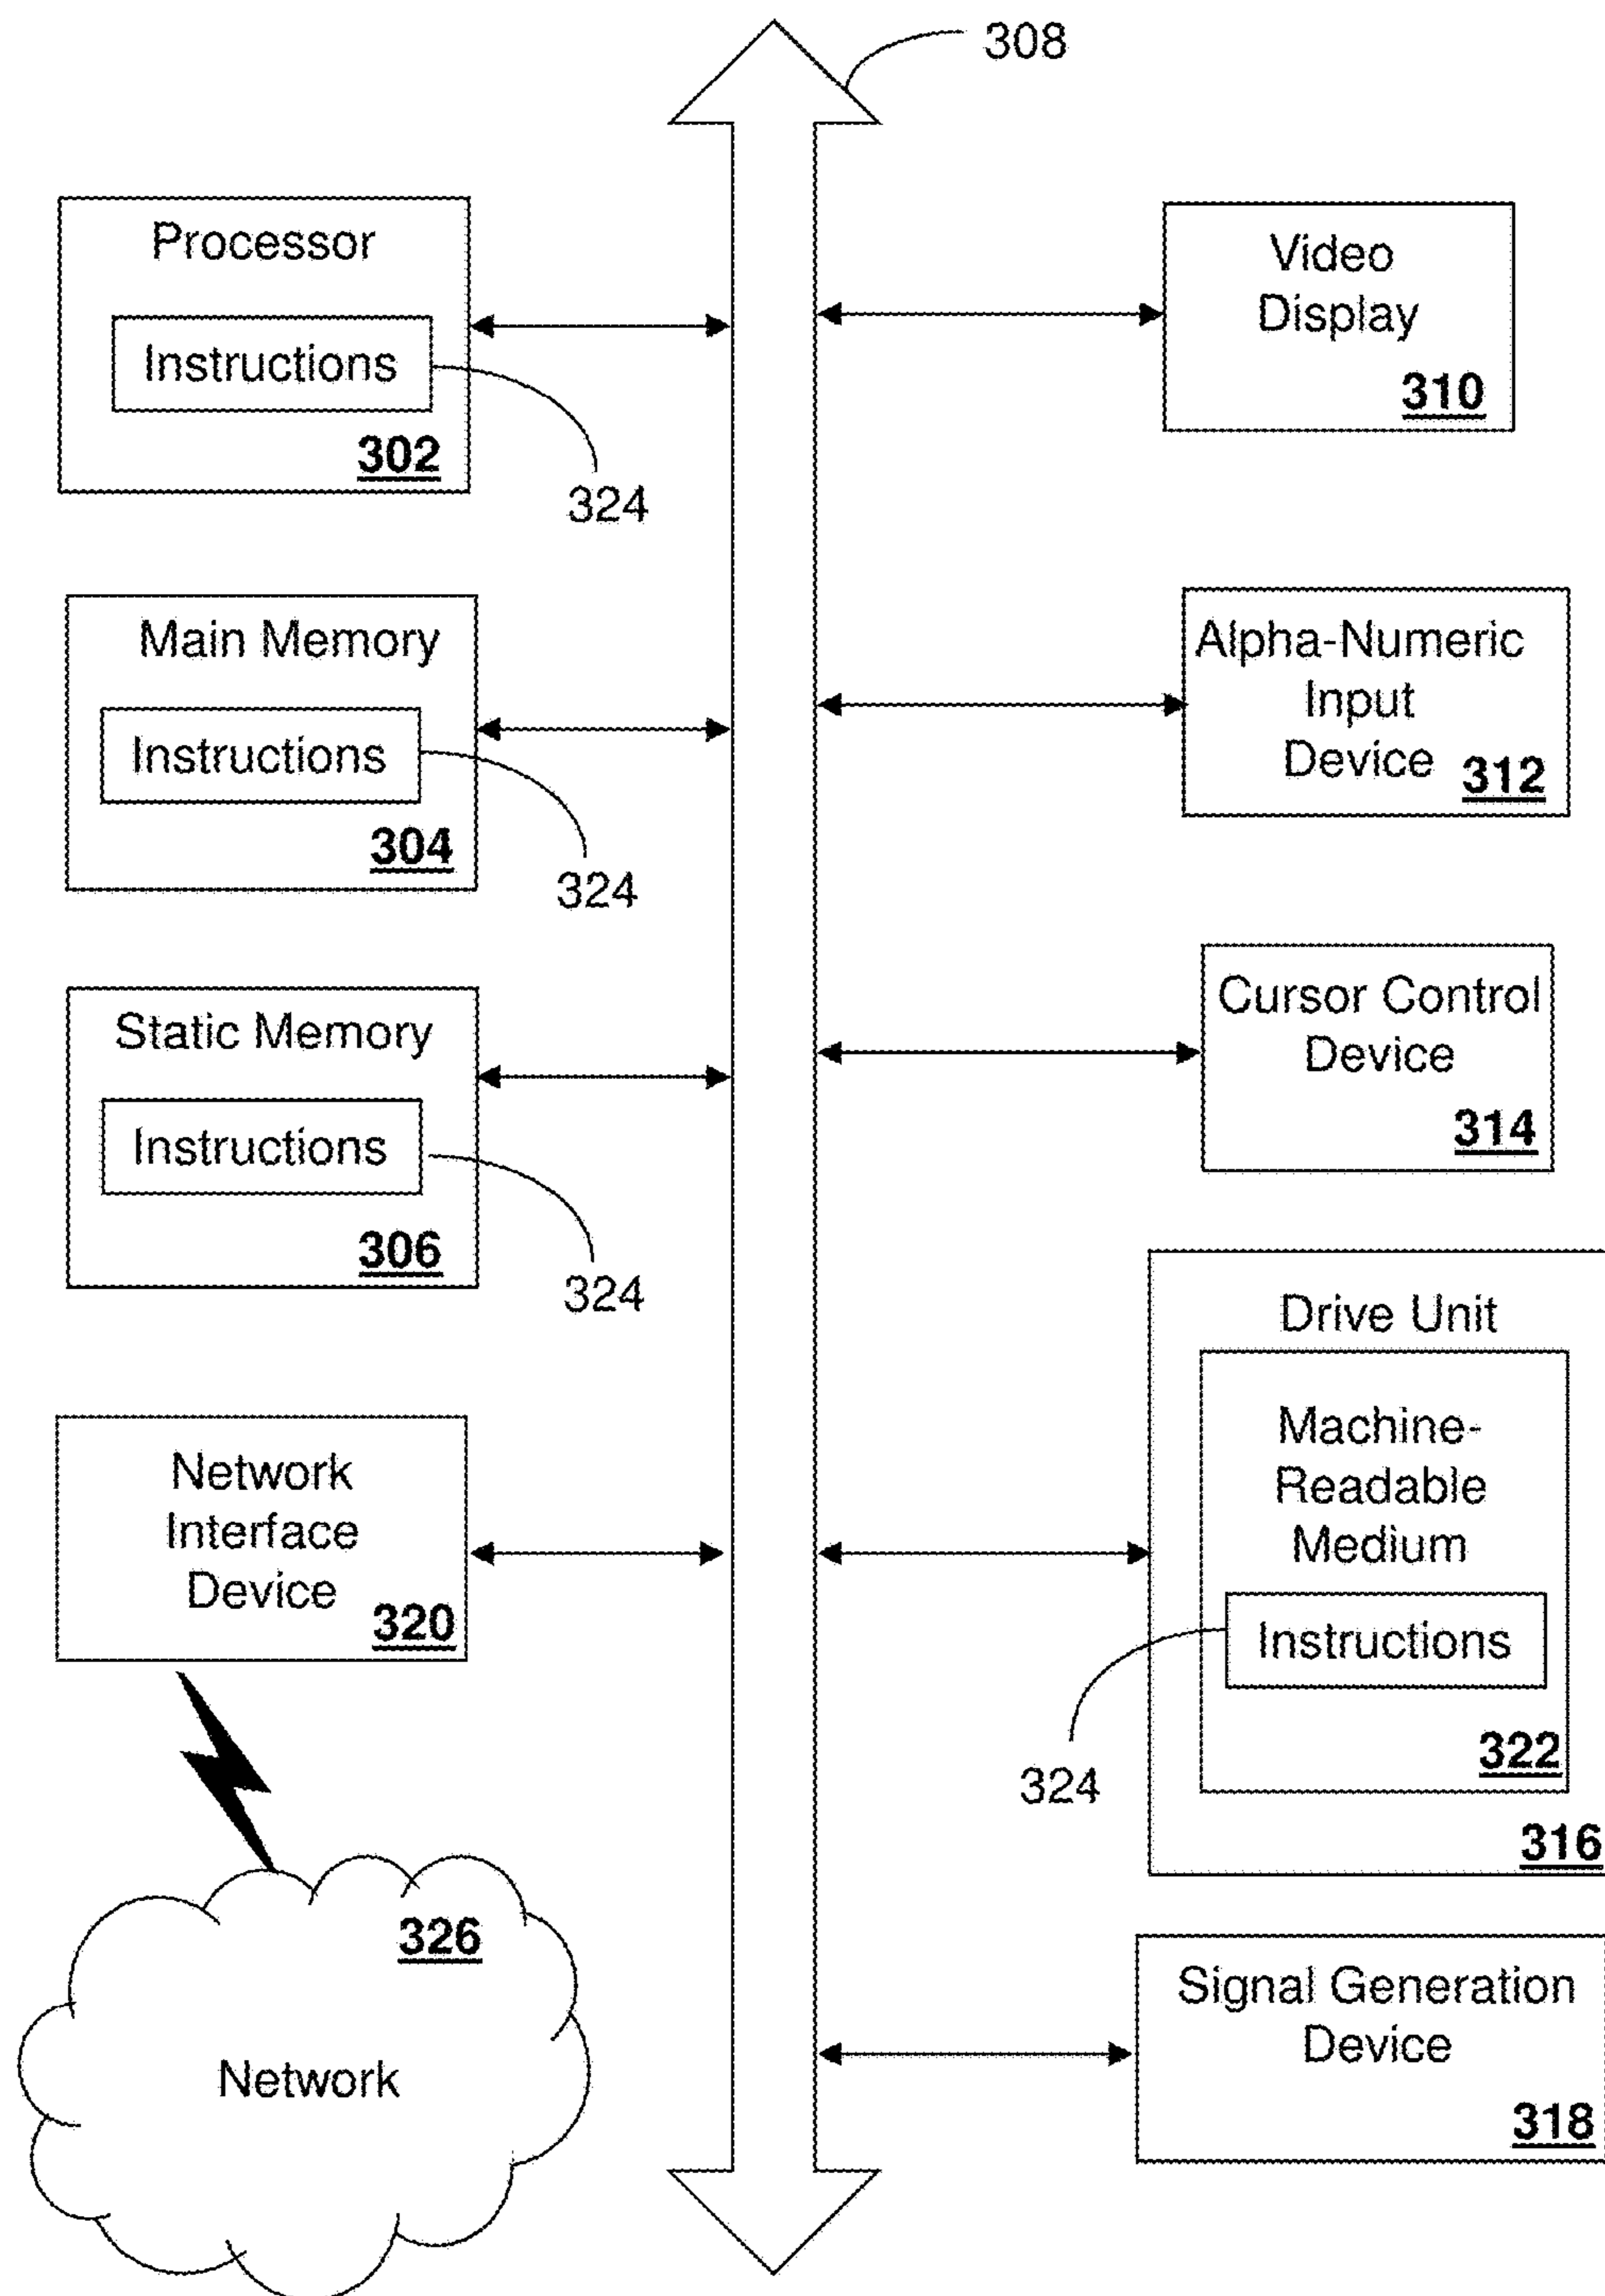 308
Processor
Instructions
302
324
Main Memory
Instructions
304
324
Static Memory
Instructions
306
324
Network
Interface
Device
320
326
Network
Video
Display
310
Alpha-Numeric
Input
Device
312
Cursor Control
Device
314
Drive Unit
Machine-
Readable
Medium
Instructions
324
322
316
Signal Generation
Device
318